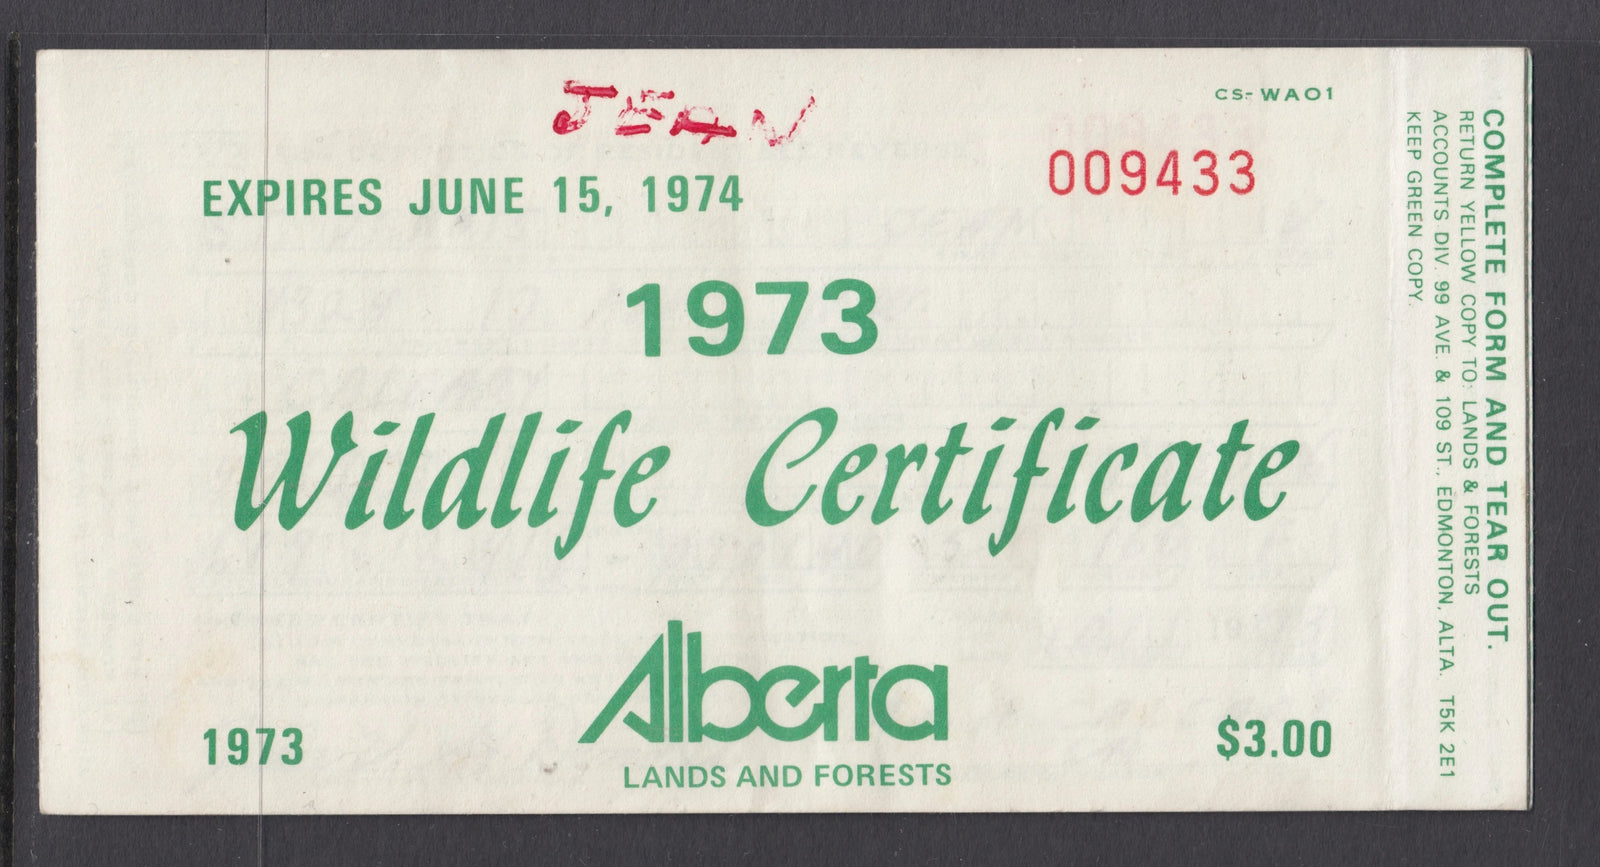 JEAN
CS-WA01
009433
EXPIRES JUNE 15, 1974
1973
Wildlife Certificate
Alberta
LANDS AND FORESTS
1973
$3.00
COMPLETE FORM AND TEAR OUT.
RETURN YELLOW COPY TO: LANDS & FORESTS
ACCOUNTS DIV. 99 AVE. & 109 ST., EDMONTON, ALTA. T5K 2E1
KEEP GREEN COPY.